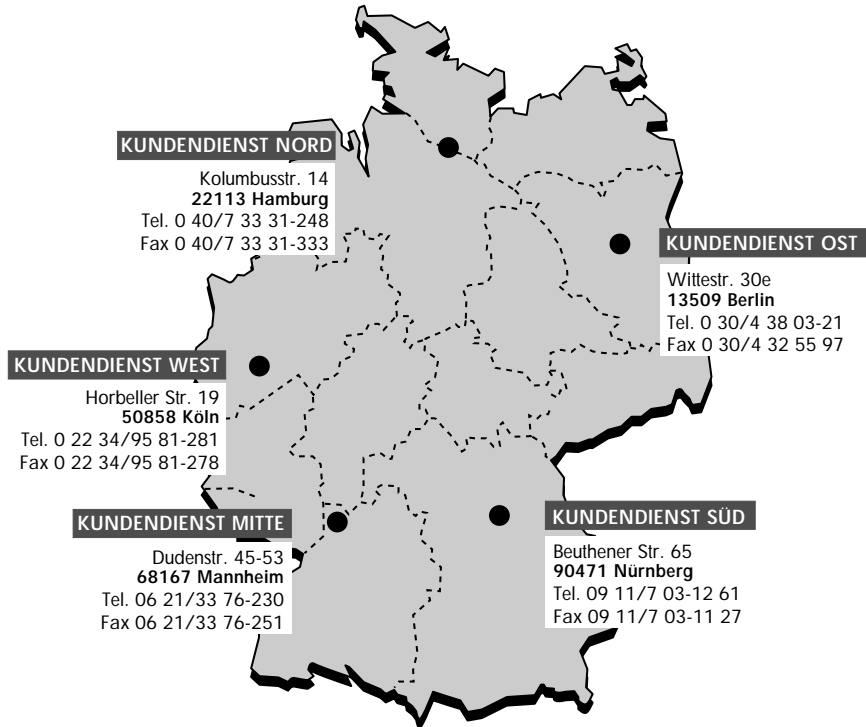 KUNDENDIENST NORD
Kolumbusstr. 14
22113 Hamburg
Tel. 0 40/7 33 31-248
Fax 0 40/7 33 31-333
KUNDENDIENST OST
Wittestr. 30e
13509 Berlin
Tel. 0 30/4 38 03-21
Fax 0 30/4 32 55 97
KUNDENDIENST WEST
Horbeller Str. 19
50858 Köln
Tel. 0 22 34/95 81-281
Fax 0 22 34/95 81-278
KUNDENDIENST MITTE
Dudenstr. 45-53
68167 Mannheim
Tel. 06 21/33 76-230
Fax 06 21/33 76-251
KUNDENDIENST SÜD
Beuthener Str. 65
90471 Nürnberg
Tel. 09 11/7 03-12 61
Fax 09 11/7 03-11 27